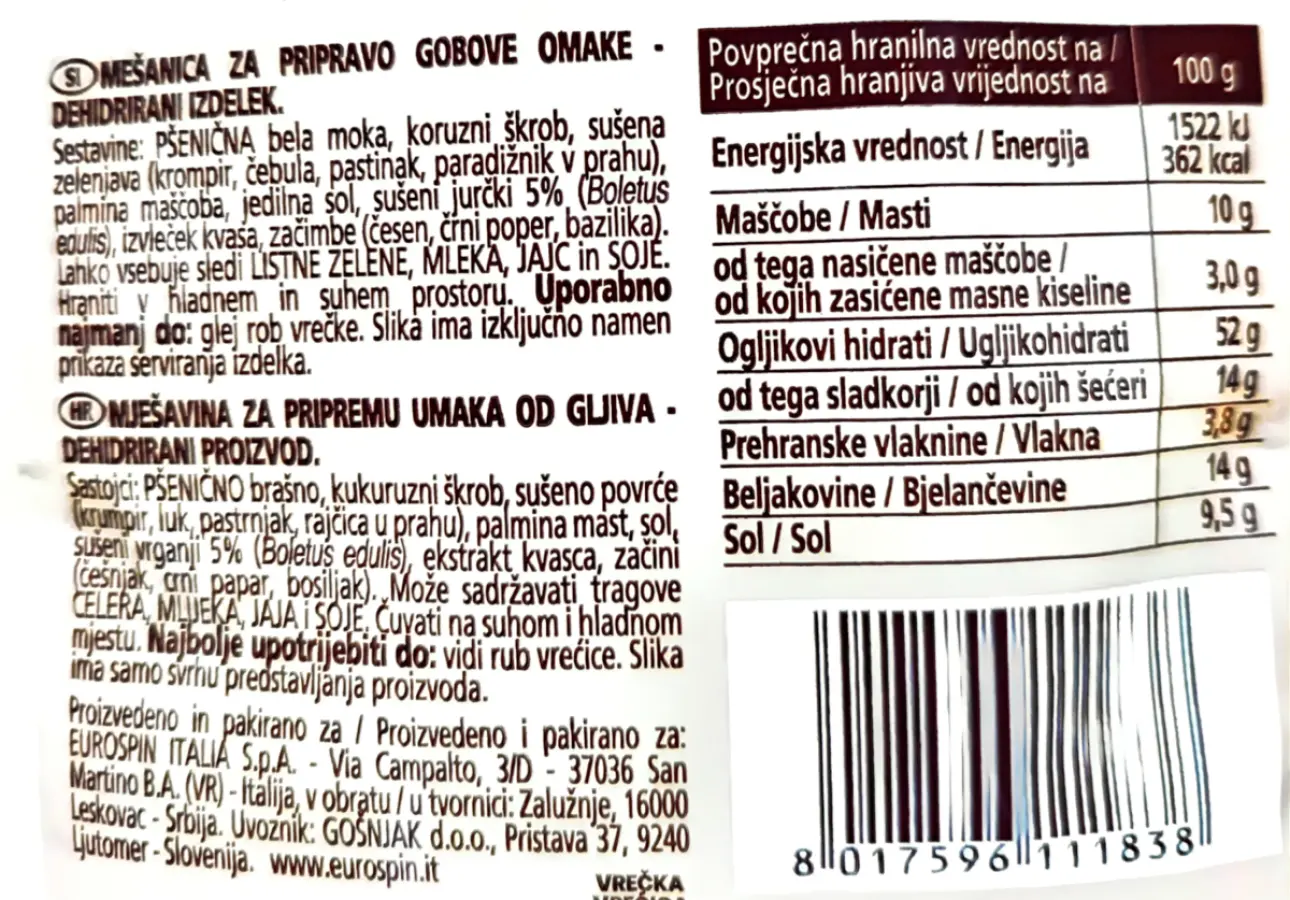 SI MEŠANICA ZA PRIPRAVO GOBOVE OMAKE -
DEHIDRIRANI IZDELEK.
Sestavine: PŠENIČNA bela moka, koruzni škrob, sušena
zelenjava (krompir, čebula, pastinak, paradižnik v prahu),
palmina maščoba, jedilna sol, sušeni jurčki 5% (Boletus
edulis), izvleček kvasa, začimbe (česen, črni poper, bazilika).
Lahko vsebuje sledi LISTNE ZELENE, MLEKA, JAJC in SOJE.
Hraniti v hladnem in suhem prostoru. Uporabno
najmanj do: glej rob vrečke. Slika ima izključno namen
prikaza serviranja izdelka.
HR MJEŠAVINA ZA PRIPREMU UMAKA OD GLJIVA -
DEHIDRIRANI PROIZVOD.
Sastojci: PŠENIČNO brašno, kukuruzni škrob, sušeno povrće
(krumpir, luk, pastrnjak, rajčica u prahu), palmina mast, sol,
sušeni vrganji 5% (Boletus edulis), ekstrakt kvasca, začini
(češnjak, crni papar, bosiljak). Može sadržavati tragove
CELERA, MLIJEKA, JAJA i SOJE. Čuvati na suhom i hladnom
mjestu. Najbolje upotrijebiti do: vidi rub vrećice. Slika
ima samo svrhu predstavljanja proizvoda.
Proizvedeno in pakirano za / Proizvedeno i pakirano za:
EUROSPIN ITALIA S.p.A. - Via Campalto, 3/D - 37036 San
Martino B.A. (VR) - Italija, v obratu / u tvornici: Zalužnje, 16000
Leskovac - Srbija. Uvoznik: GOŠNJAK d.o.o., Pristava 37, 9240
Ljutomer - Slovenija. www.eurospin.it
VREČKA
Povprečna hranilna vrednost na /
Prosječna hranjiva vrijednost na 100 g
Energijska vrednost / Energija 1522 kJ
362 kcal
Maščobe / Masti 10 g
od tega nasičene maščobe /
od kojih zasićene masne kiseline 3,0 g
Ogljikovi hidrati / Ugljikohidrati 52 g
od tega sladkorji / od kojih šećeri 14 g
Prehranske vlaknine / Vlakna 3,8 g
Beljakovine / Bjelančevine 14 g
Sol / Sol 9,5 g
8 017596 111838